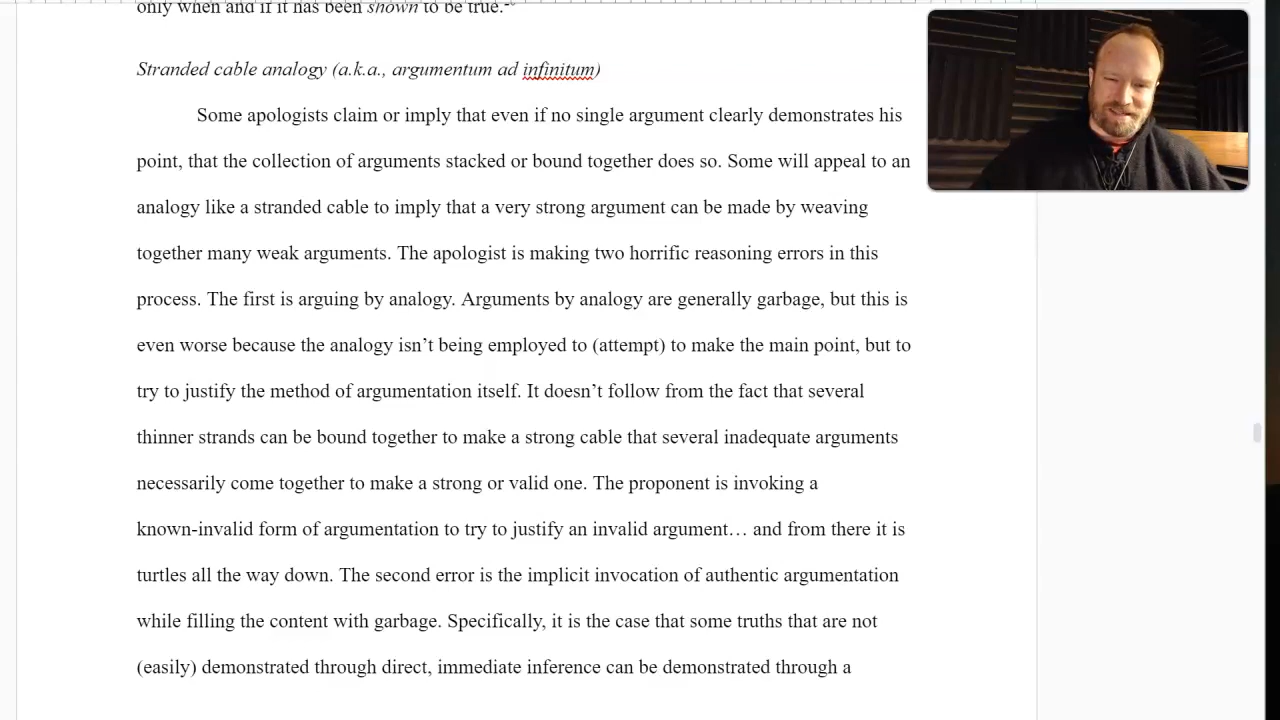 only when and if it has been shown to be true.
Stranded cable analogy (a.k.a., argumentum ad infinitum)
Some apologists claim or imply that even if no single argument clearly demonstrates his
point, that the collection of arguments stacked or bound together does so. Some will appeal to an
analogy like a stranded cable to imply that a very strong argument can be made by weaving
together many weak arguments. The apologist is making two horrific reasoning errors in this
process. The first is arguing by analogy. Arguments by analogy are generally garbage, but this is
even worse because the analogy isn’t being employed to (attempt) to make the main point, but to
try to justify the method of argumentation itself. It doesn’t follow from the fact that several
thinner strands can be bound together to make a strong cable that several inadequate arguments
necessarily come together to make a strong or valid one. The proponent is invoking a
known-invalid form of argumentation to try to justify an invalid argument… and from there it is
turtles all the way down. The second error is the implicit invocation of authentic argumentation
while filling the content with garbage. Specifically, it is the case that some truths that are not
(easily) demonstrated through direct, immediate inference can be demonstrated through a